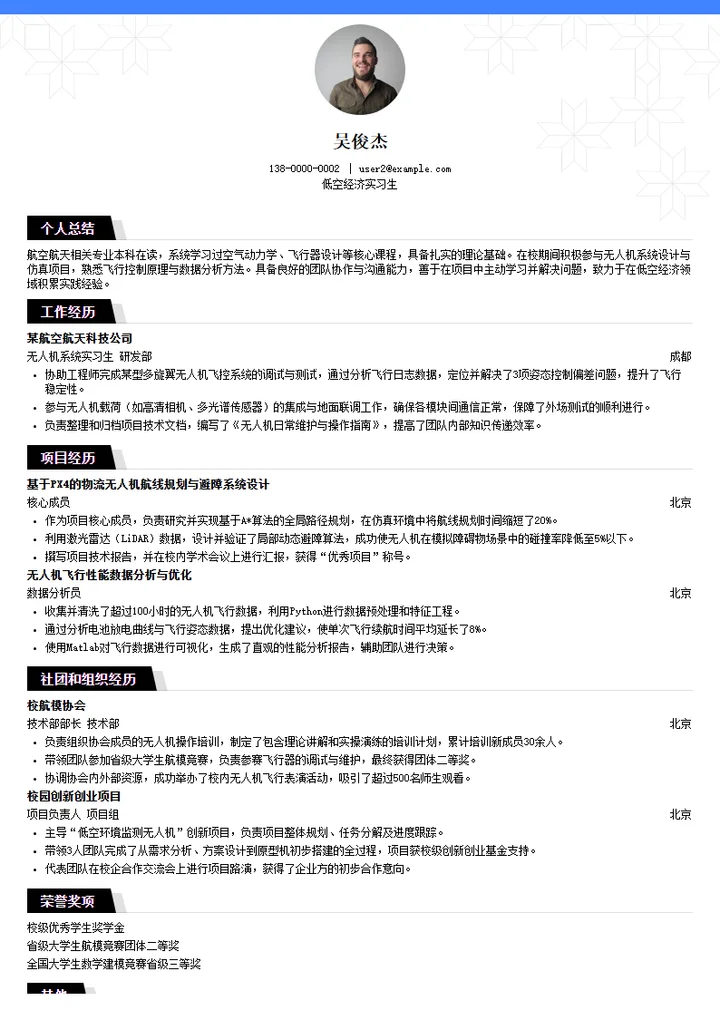 吴俊杰
138-0000-0002 | user2@example.com
低空经济实习生
个人总结
航空航天相关专业本科在读，系统学习过空气动力学、飞行器设计等核心课程，具备扎实的理论基础。在校期间积极参与无人机系统设计与
仿真项目，熟悉飞行控制原理与数据分析方法。具备良好的团队协作与沟通能力，善于在项目中主动学习并解决问题，致力于在低空经济领
域积累实践经验。
工作经历
某航空航天科技公司
无人机系统实习生 研发部 成都
• 协助工程师完成某型多旋翼无人机飞控系统的调试与测试，通过分析飞行日志数据，定位并解决了3项姿态控制偏差问题，提升了飞行
稳定性。
• 参与无人机载荷（如高清相机、多光谱传感器）的集成与地面联调工作，确保各模块间通信正常，保障了外场测试的顺利进行。
• 负责整理和归档项目技术文档，编写了《无人机日常维护与操作指南》，提高了团队内部知识传递效率。
项目经历
基于PX4的物流无人机航线规划与避障系统设计
核心成员 北京
• 作为项目核心成员，负责研究并实现基于A*算法的全局路径规划，在仿真环境中将航线规划时间缩短了20%。
• 利用激光雷达（LiDAR）数据，设计并验证了局部动态避障算法，成功使无人机在模拟障碍物场景中的碰撞率降低至5%以下。
• 撰写项目技术报告，并在校内学术会议上进行汇报，获得“优秀项目”称号。
无人机飞行性能数据分析与优化
数据分析员 北京
• 收集并清洗了超过100小时的无人机飞行数据，利用Python进行数据预处理和特征工程。
• 通过分析电池放电曲线与飞行姿态数据，提出优化建议，使单次飞行续航时间平均延长了8%。
• 使用Matlab对飞行数据进行可视化，生成了直观的性能分析报告，辅助团队进行决策。
社团和组织经历
校航模协会
技术部部长 技术部 北京
• 负责组织协会成员的无人机操作培训，制定了包含理论讲解和实操演练的培训计划，累计培训新成员30余人。
• 带领团队参加省级大学生航模竞赛，负责参赛飞行器的调试与维护，最终获得团体二等奖。
• 协调协会内外部资源，成功举办了校内无人机飞行表演活动，吸引了超过500名师生观看。
校园创新创业项目
项目负责人 项目组 北京
• 主导“低空环境监测无人机”创新项目，负责项目整体规划、任务分解及进度跟踪。
• 带领3人团队完成了从需求分析、方案设计到原型机初步搭建的全过程，项目获校级创新创业基金支持。
• 代表团队在校企合作交流会上进行项目路演，获得了企业方的初步合作意向。
荣誉奖项
校级优秀学生奖学金
省级大学生航模竞赛团体二等奖
全国大学生数学建模竞赛省级三等奖